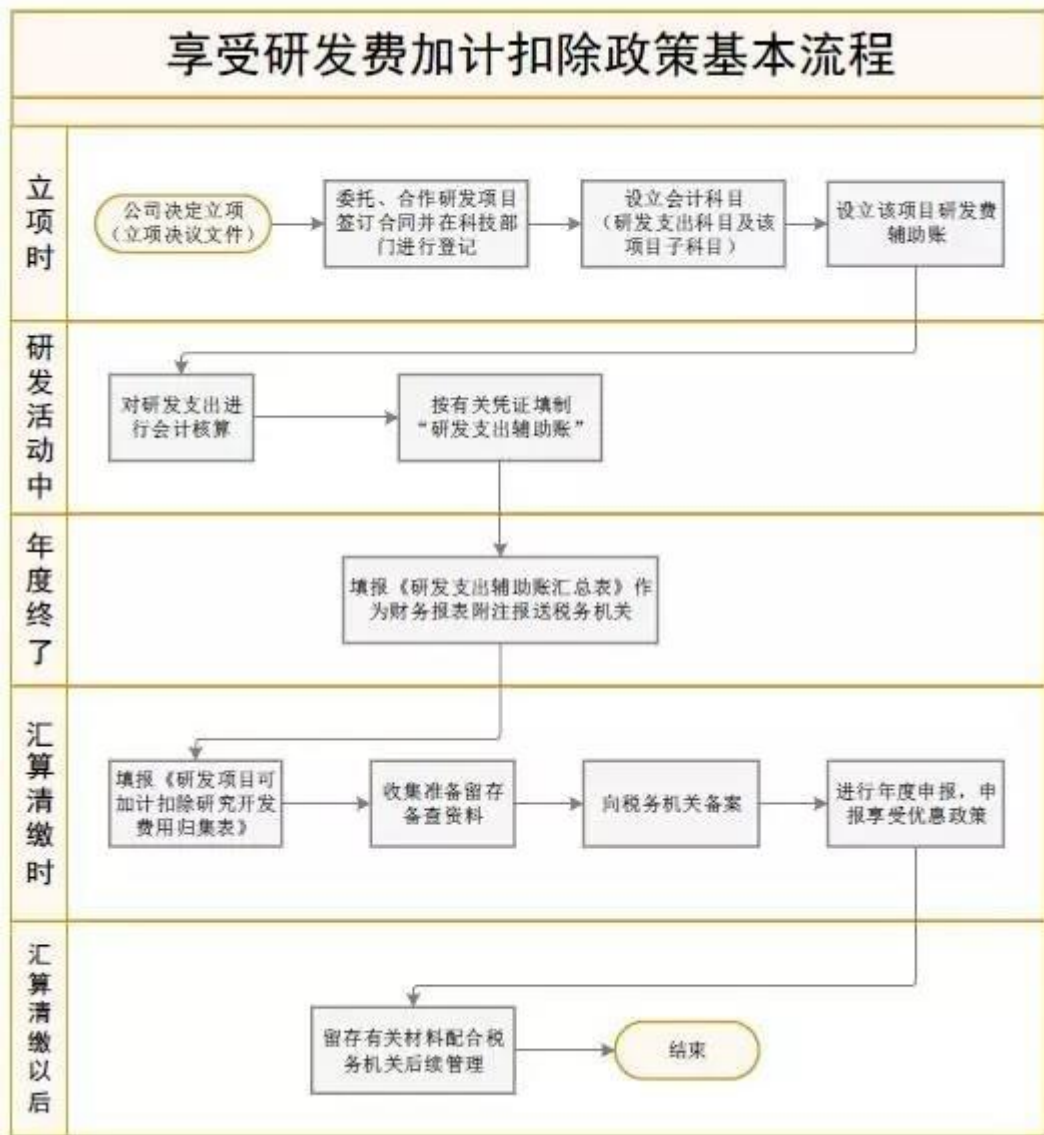 享受研发费加计扣除政策基本流程
立项时
公司决定立项
（立项决议文件）
委托、合作研发项目
签订合同并在科技部
门进行登记
设立会计科目
（研发支出科目及该
项目子科目）
设立该项目研发费
辅助账
研发活动中
对研发支出进
行会计核算
按有关凭证填制
“研发支出辅助账”
年度终了
填报《研发支出辅助账汇总表》作
为财务报表附注报送税务机关
汇算清缴时
填报《研发项目可
加计扣除研究开发
费用归集表》
收集准备留存
备查资料
向税务机关备案
进行年度申报，申
报享受优惠政策
汇算清缴以后
留存有关材料配合税
务机关后续管理
结束